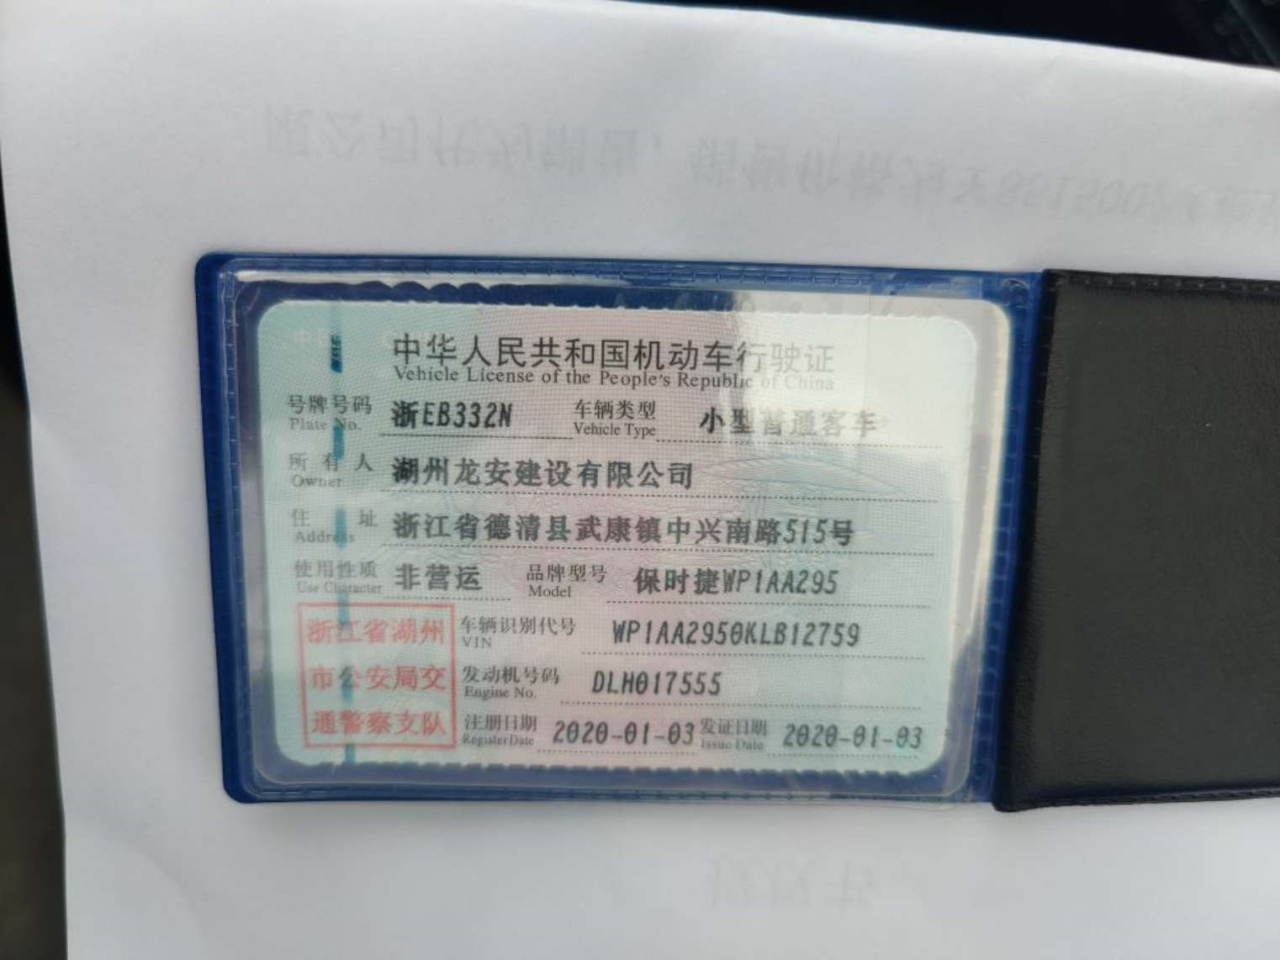 中华人民共和国机动车行驶证
Vehicle License of the People's Republic of China
号牌号码 浙EB332N 车辆类型 小型普通客车
Plate No. Vehicle Type
所有人 湖州龙安建设有限公司
Owner
住址 浙江省德清县武康镇中兴南路515号
Address
使用性质 非营运 品牌型号 保时捷WP1AA295
Use Character Model
浙江省湖州 车辆识别代号 WP1AA2950KLB12759
VIN
市公安局交 发动机号码 DLH017555
Engine No.
通警察支队 注册日期 2020-01-03 发证日期 2020-01-03
Register Date Issue Date